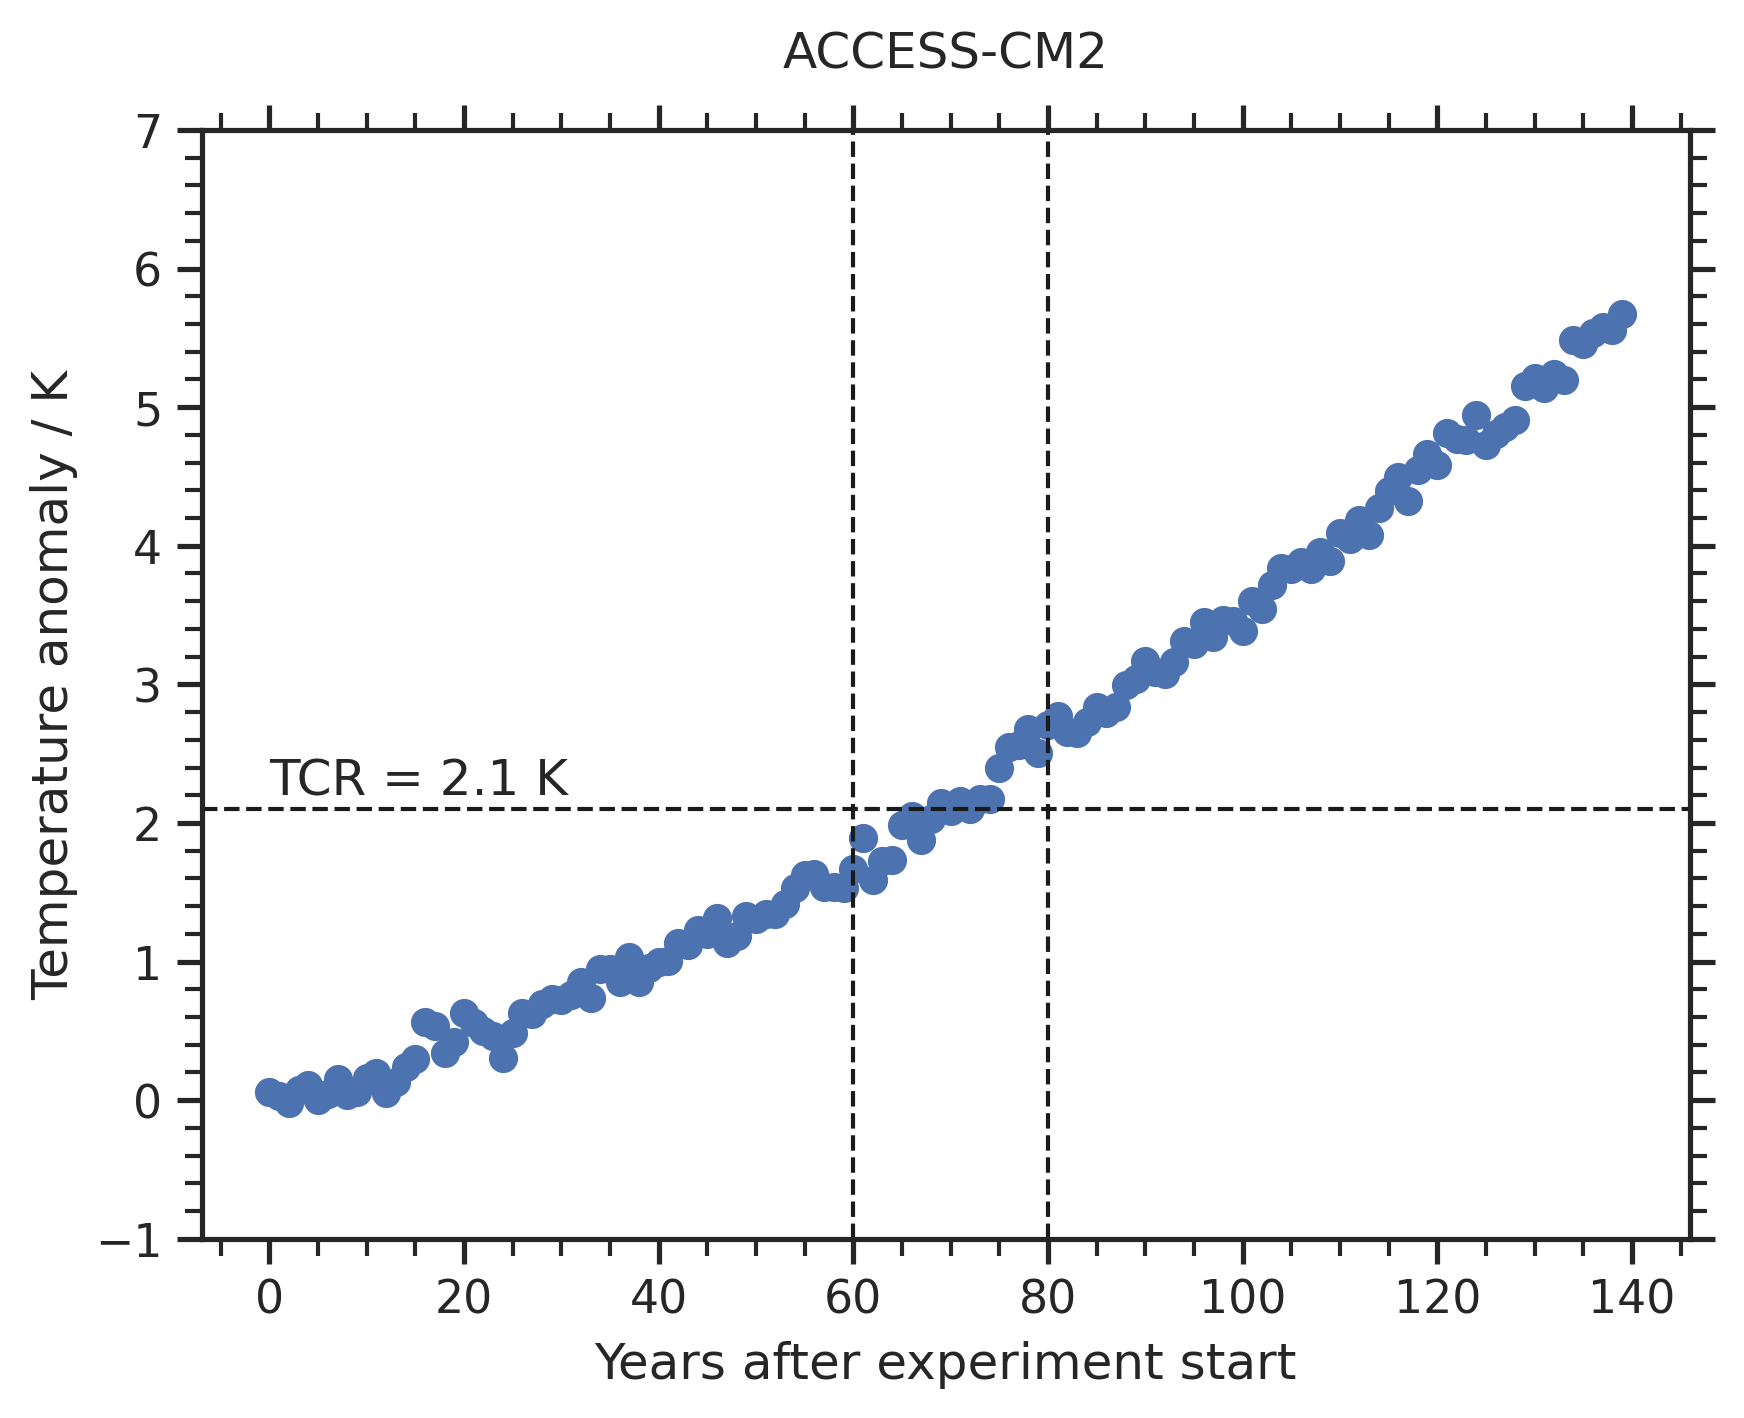 ACCESS-CM2
7
6
5
4
3
2
1
0
−1
Temperature anomaly / K
TCR = 2.1 K
0 20 40 60 80 100 120 140
Years after experiment start